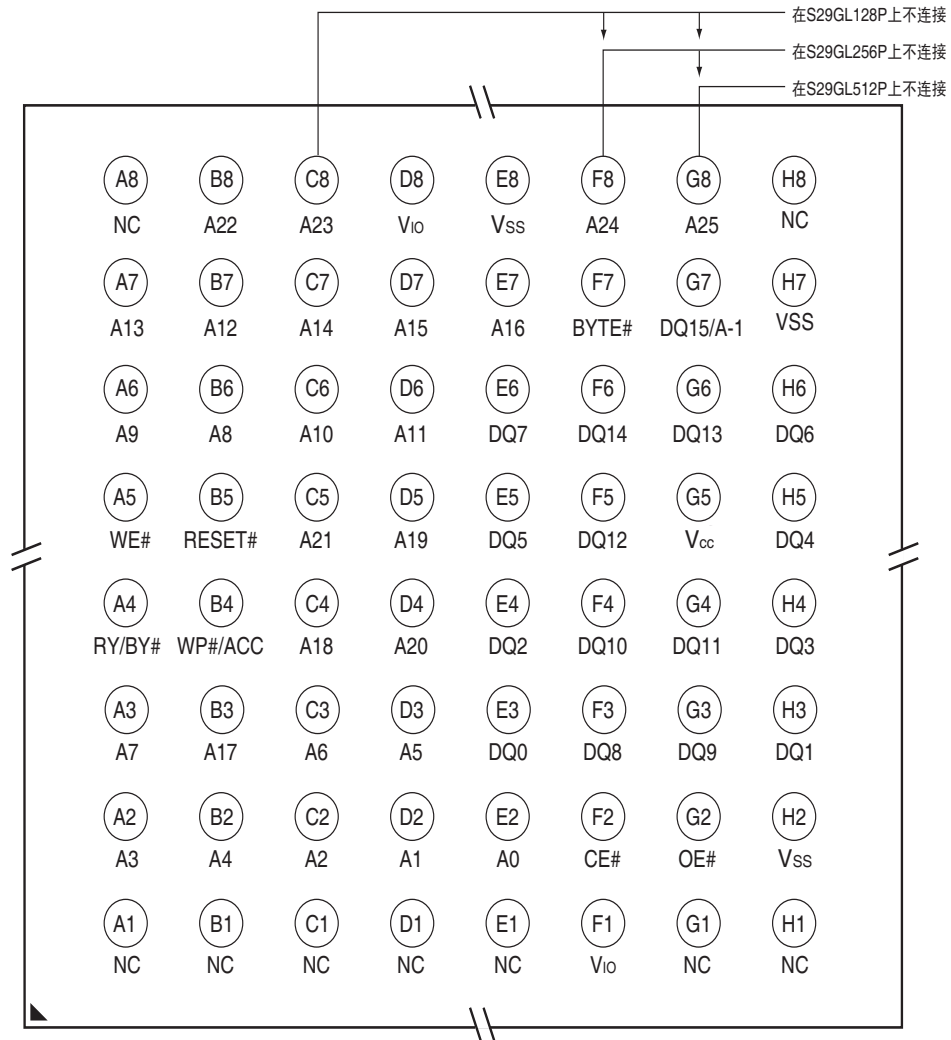 在S29GL128P上不连接
在S29GL256P上不连接
在S29GL512P上不连接
A8 B8 C8 D8 E8 F8 G8 H8
NC A22 A23 VIO VSS A24 A25 NC
A7 B7 C7 D7 E7 F7 G7 H7
A13 A12 A14 A15 A16 BYTE# DQ15/A-1 VSS
A6 B6 C6 D6 E6 F6 G6 H6
A9 A8 A10 A11 DQ7 DQ14 DQ13 DQ6
A5 B5 C5 D5 E5 F5 G5 H5
WE# RESET# A21 A19 DQ5 DQ12 Vcc DQ4
A4 B4 C4 D4 E4 F4 G4 H4
RY/BY# WP#/ACC A18 A20 DQ2 DQ10 DQ11 DQ3
A3 B3 C3 D3 E3 F3 G3 H3
A7 A17 A6 A5 DQ0 DQ8 DQ9 DQ1
A2 B2 C2 D2 E2 F2 G2 H2
A3 A4 A2 A1 A0 CE# OE# VSS
A1 B1 C1 D1 E1 F1 G1 H1
NC NC NC NC NC VIO NC NC